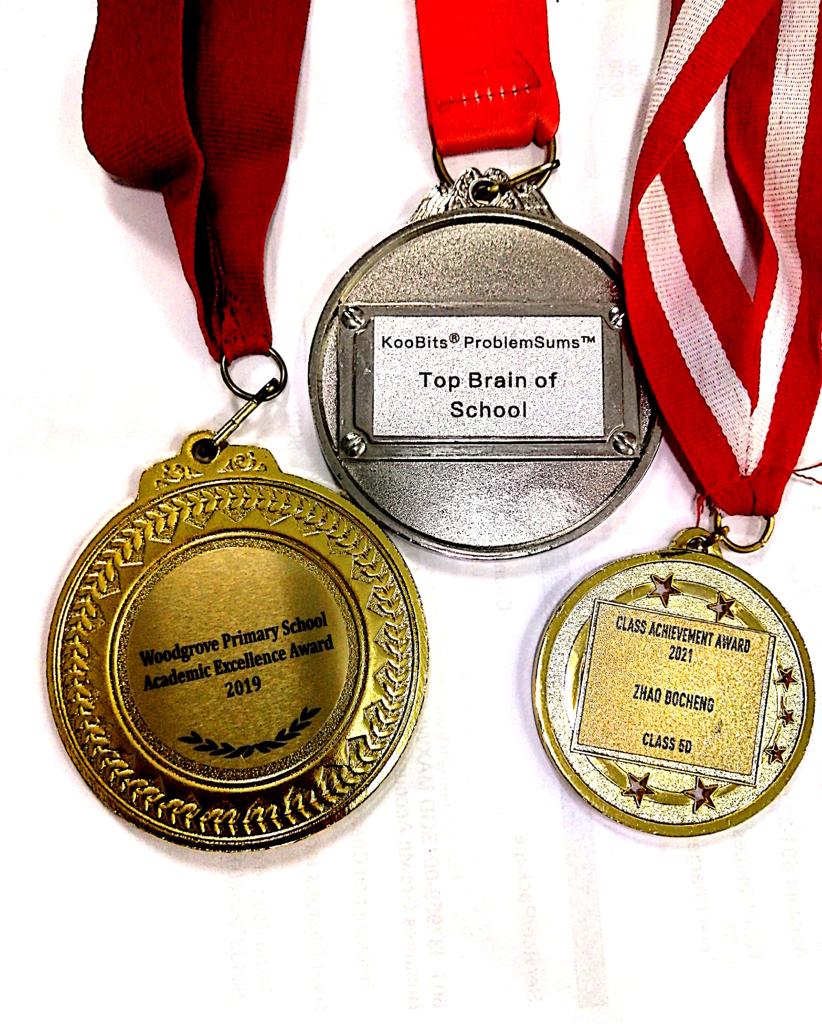 KooBits® ProblemSums™
Top Brain of
School
Woodgrove Primary School
Academic Excellence Award
2019
CLASS ACHIEVEMENT AWARD
2021
ZHAO BOCHENG
CLASS 5D